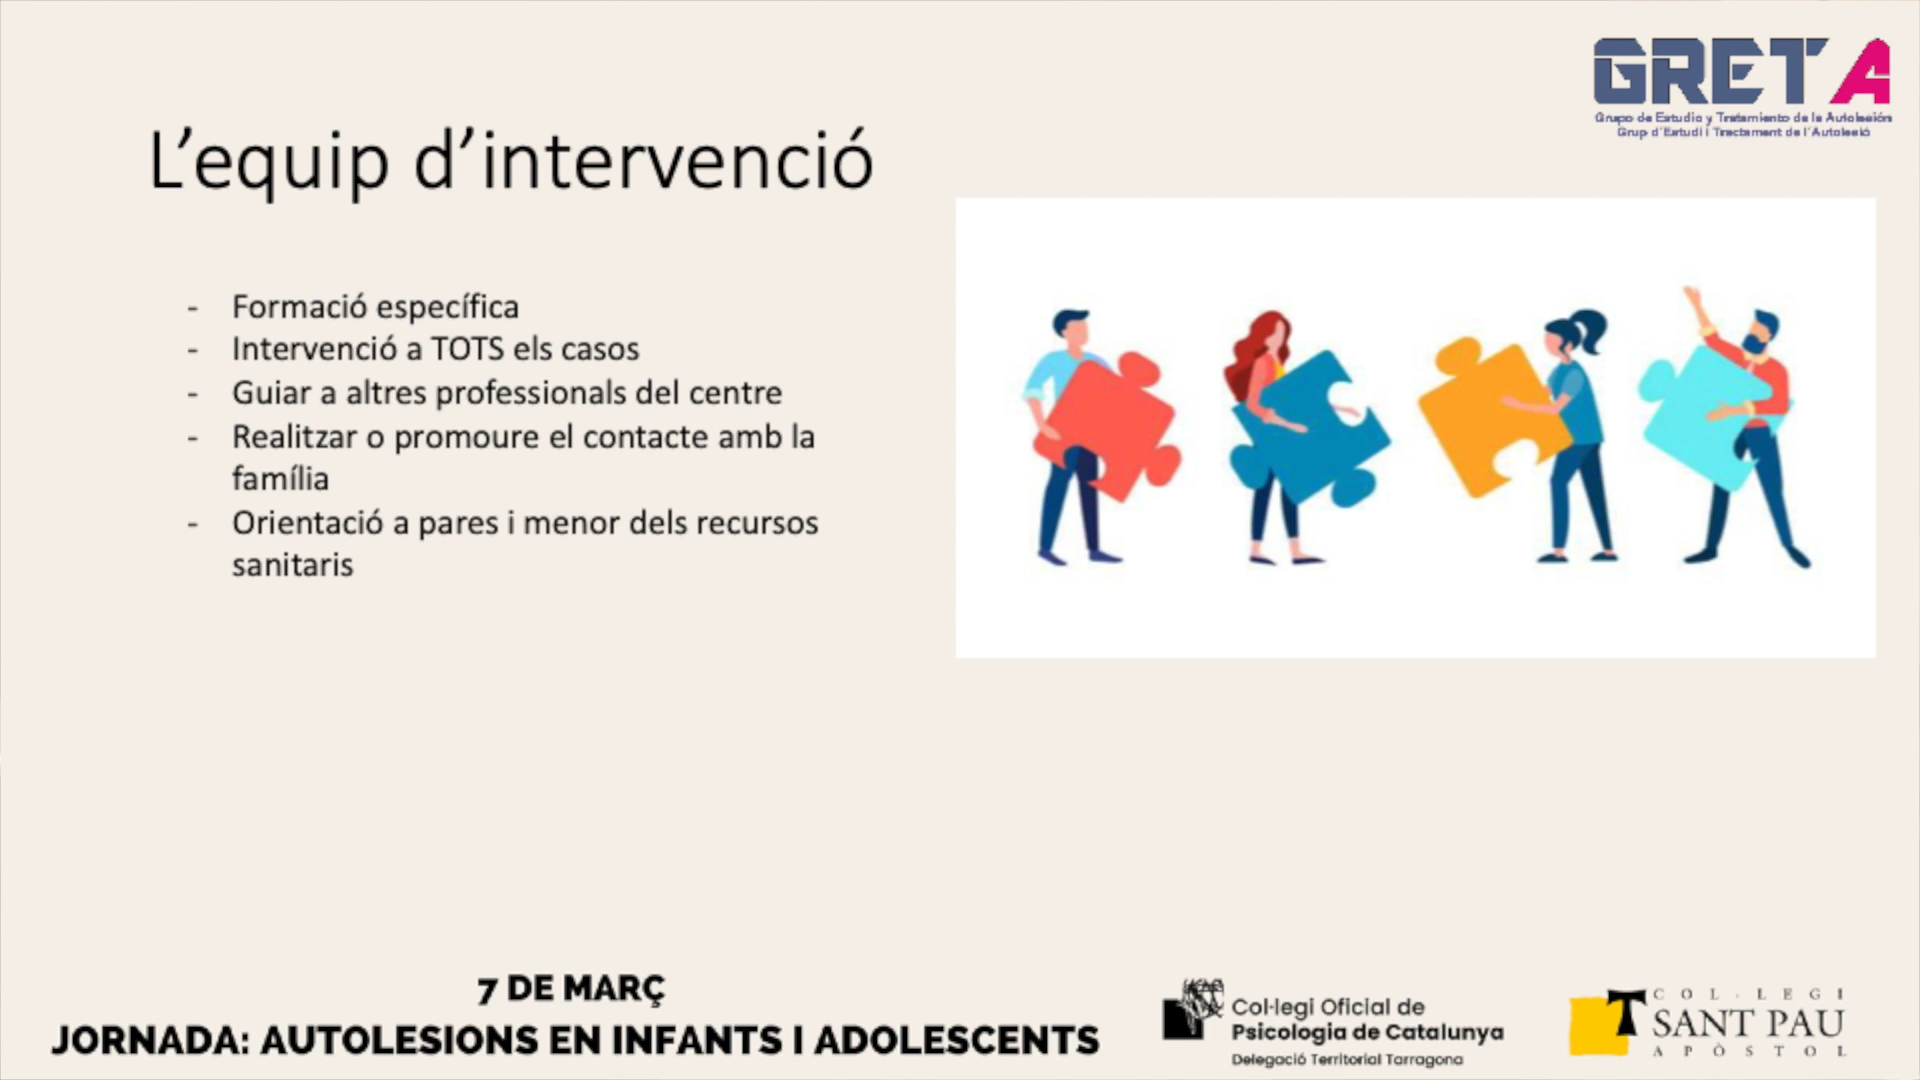 GRETA
Grupo de Estudio y Tratamiento de la Autolesión
Grup d'Estudi i Tractament de l'Autolesió
L'equip d'intervenció
- Formació específica
- Intervenció a TOTS els casos
- Guiar a altres professionals del centre
- Realitzar o promoure el contacte amb la
família
- Orientació a pares i menor dels recursos
sanitaris
7 DE MARÇ
JORNADA: AUTOLESIONS EN INFANTS I ADOLESCENTS
Col·legi Oficial de
Psicologia de Catalunya
Delegació Territorial Tarragona
COL·LEGI
SANT PAU
APÒSTOL